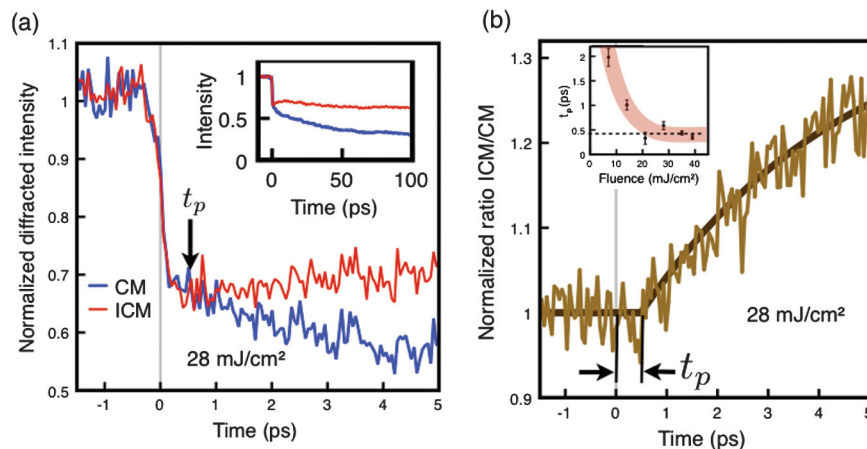 (a)
Normalized diffracted intensity
1.1
1
0.9
0.8
0.7
0.6
0.5
-1
0
1
2
3
4
5
Time (ps)
t_p
CM
ICM
28 mJ/cm²
Intensity
1
0.5
0
0
50
100
Time (ps)
(b)
Normalized ratio ICM/CM
1.3
1.2
1.1
1
0.9
-1
0
1
2
3
4
5
Time (ps)
28 mJ/cm²
t_p
t_p(ps)
2
1.5
1
0.5
0
0
10
20
30
40
Fluence (mJ/cm²)